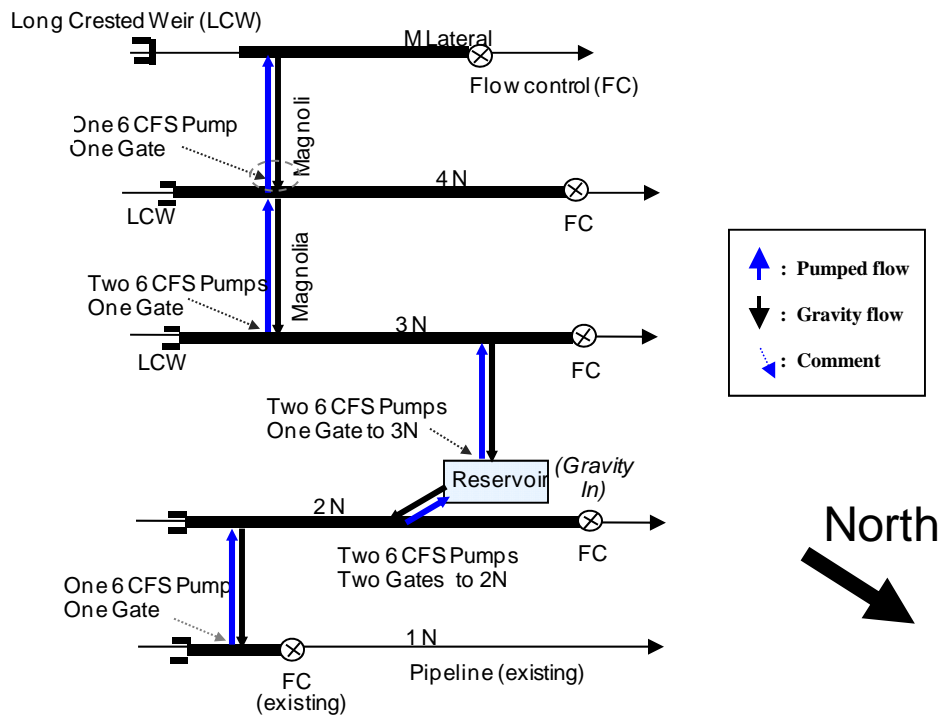 Long Crested Weir (LCW)
M Lateral
Flow control (FC)
One 6 CFS Pump
One Gate
Magnoli
4 N
LCW
FC
Two 6 CFS Pumps
One Gate
Magnolia
3 N
LCW
FC
: Pumped flow
: Gravity flow
: Comment
Two 6 CFS Pumps
One Gate to 3N
Reservoir
(Gravity
In)
2 N
FC
Two 6 CFS Pumps
Two Gates to 2N
North
One 6 CFS Pump
One Gate
1 N
Pipeline (existing)
FC
(existing)